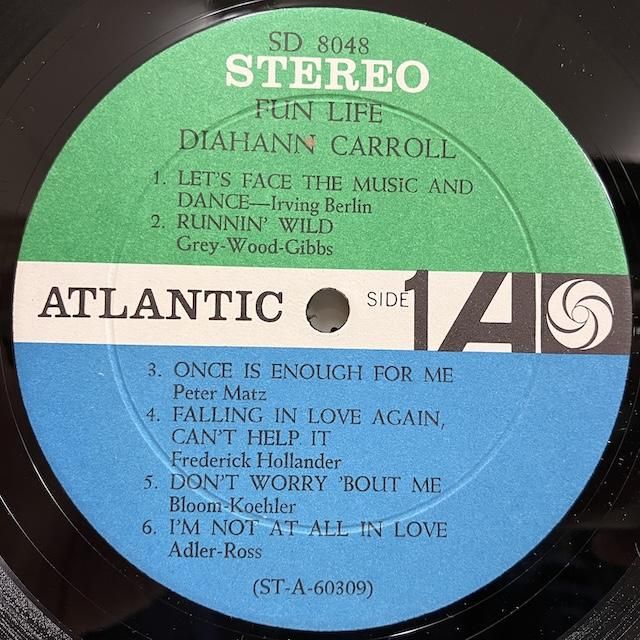 SD 8048
STEREO
FUN LIFE
DIAHANN CARROLL
1. LET'S FACE THE MUSIC AND
DANCE—Irving Berlin
2. RUNNIN' WILD
Grey-Wood-Gibbs
ATLANTIC SIDE 1 A
3. ONCE IS ENOUGH FOR ME
Peter Matz
4. FALLING IN LOVE AGAIN,
CAN'T HELP IT
Frederick Hollander
5. DON'T WORRY 'BOUT ME
Bloom-Koehler
6. I'M NOT AT ALL IN LOVE
Adler-Ross
(ST-A-60309)